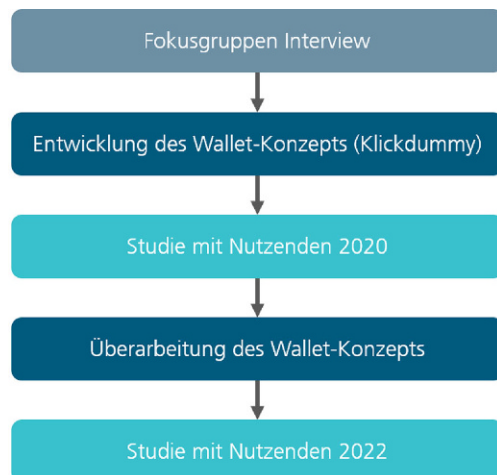 Fokusgruppen Interview
Entwicklung des Wallet-Konzepts (Klickdummy)
Studie mit Nutzenden 2020
Überarbeitung des Wallet-Konzepts
Studie mit Nutzenden 2022